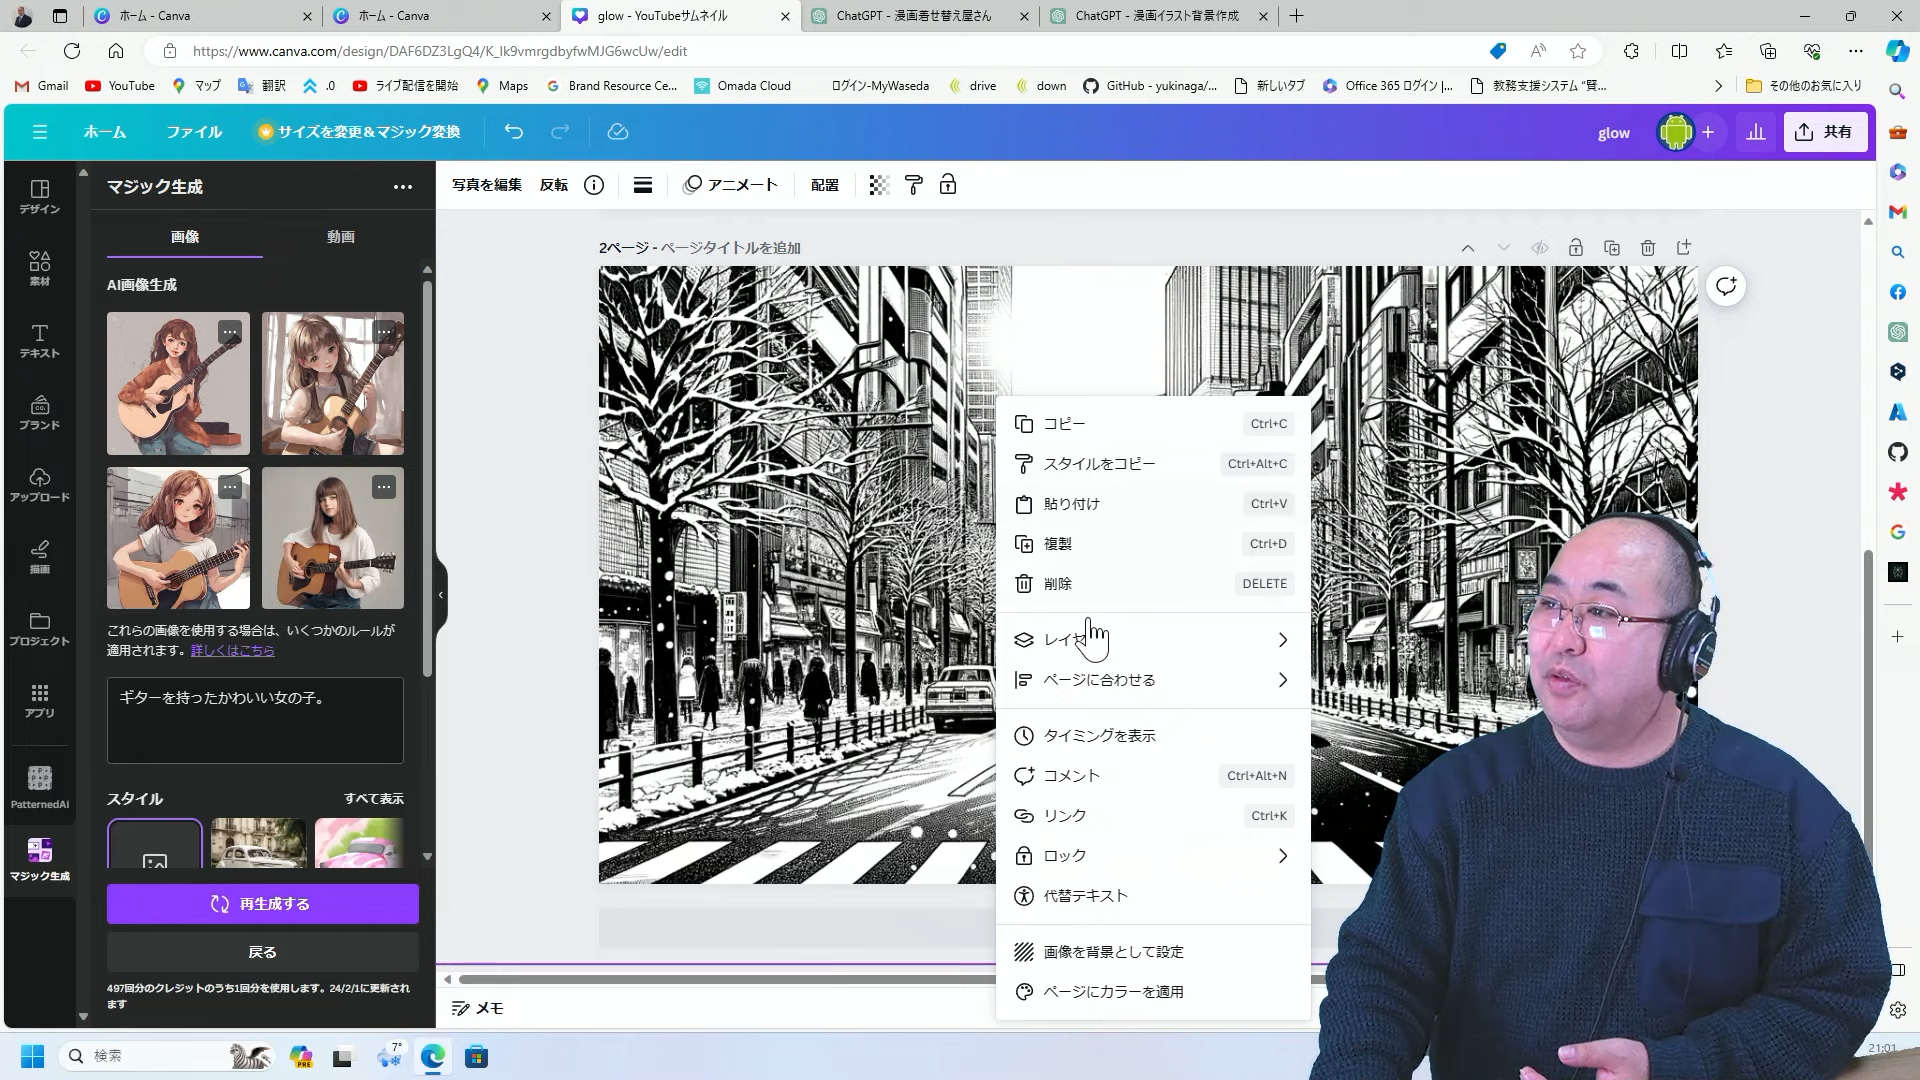 ホーム - Canva
ホーム - Canva
glow - YouTubeサムネイル
ChatGPT - 漫画着せ替え屋さん
ChatGPT - 漫画イラスト背景作成
https://www.canva.com/design/DAF6DZ3LgQ4/K_lk9vmrgdbyfwMJG6wcUw/edit
Gmail
YouTube
マップ
翻訳
.0
ライブ配信を開始
Maps
Brand Resource Ce...
Omada Cloud
ログイン-MyWaseda
drive
down
GitHub - yukinaga/...
新しいタブ
Office 365 ログイン |...
教務支援システム “賢...
その他のお気に入り
ホーム
ファイル
サイズを変更＆マジック変換
glow
共有
デザイン
素材
テキスト
ブランド
アップロード
描画
プロジェクト
アプリ
PatternedAI
マジック生成
マジック生成
画像
動画
AI画像生成
これらの画像を使用する場合は、いくつかのルールが
適用されます。詳しくはこちら
ギターを持ったかわいい女の子。
スタイル
すべて表示
再生成する
戻る
497回分のクレジットのうち1回分を使用します。24/2/1に更新され
ます
写真を編集
反転
アニメート
配置
2ページ - ページタイトルを追加
コピー Ctrl+C
スタイルをコピー Ctrl+Alt+C
貼り付け Ctrl+V
複製 Ctrl+D
削除 DELETE
ページに合わせる
タイミングを表示
コメント Ctrl+Alt+N
リンク Ctrl+K
ロック
代替テキスト
画像を背景として設定
ページにカラーを適用
メモ
検索
PRE
7°
21:01